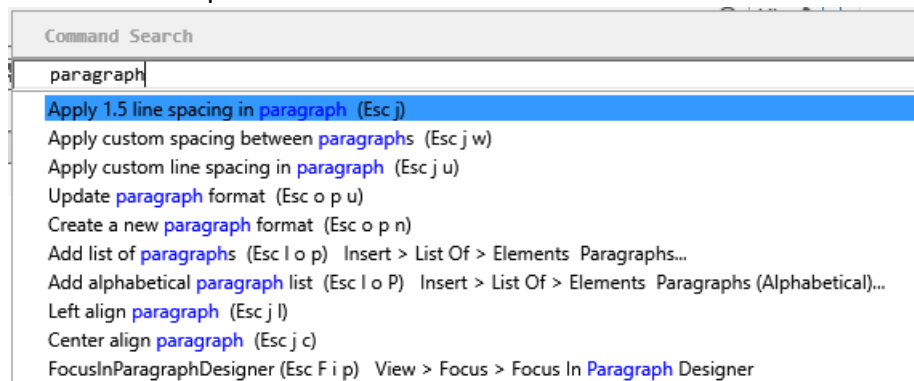 Command Search
paragraph
Apply 1.5 line spacing in paragraph (Esc j)
Apply custom spacing between paragraphs (Esc j w)
Apply custom line spacing in paragraph (Esc j u)
Update paragraph format (Esc o p u)
Create a new paragraph format (Esc o p n)
Add list of paragraphs (Esc l o p) Insert > List Of > Elements Paragraphs...
Add alphabetical paragraph list (Esc l o P) Insert > List Of > Elements Paragraphs (Alphabetical)...
Left align paragraph (Esc j l)
Center align paragraph (Esc j c)
FocusInParagraphDesigner (Esc F i p) View > Focus > Focus In Paragraph Designer